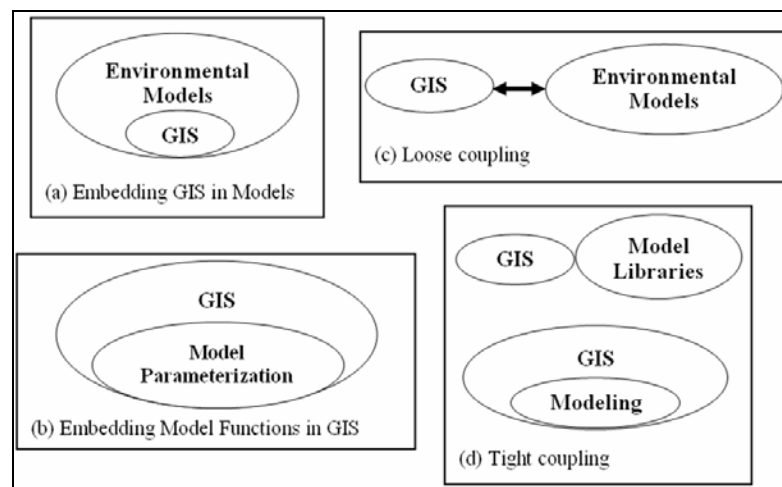 Environmental
Models
GIS
(a) Embedding GIS in Models
GIS
Environmental
Models
(c) Loose coupling
GIS
Model
Parameterization
(b) Embedding Model Functions in GIS
GIS
Model
Libraries
GIS
Modeling
(d) Tight coupling